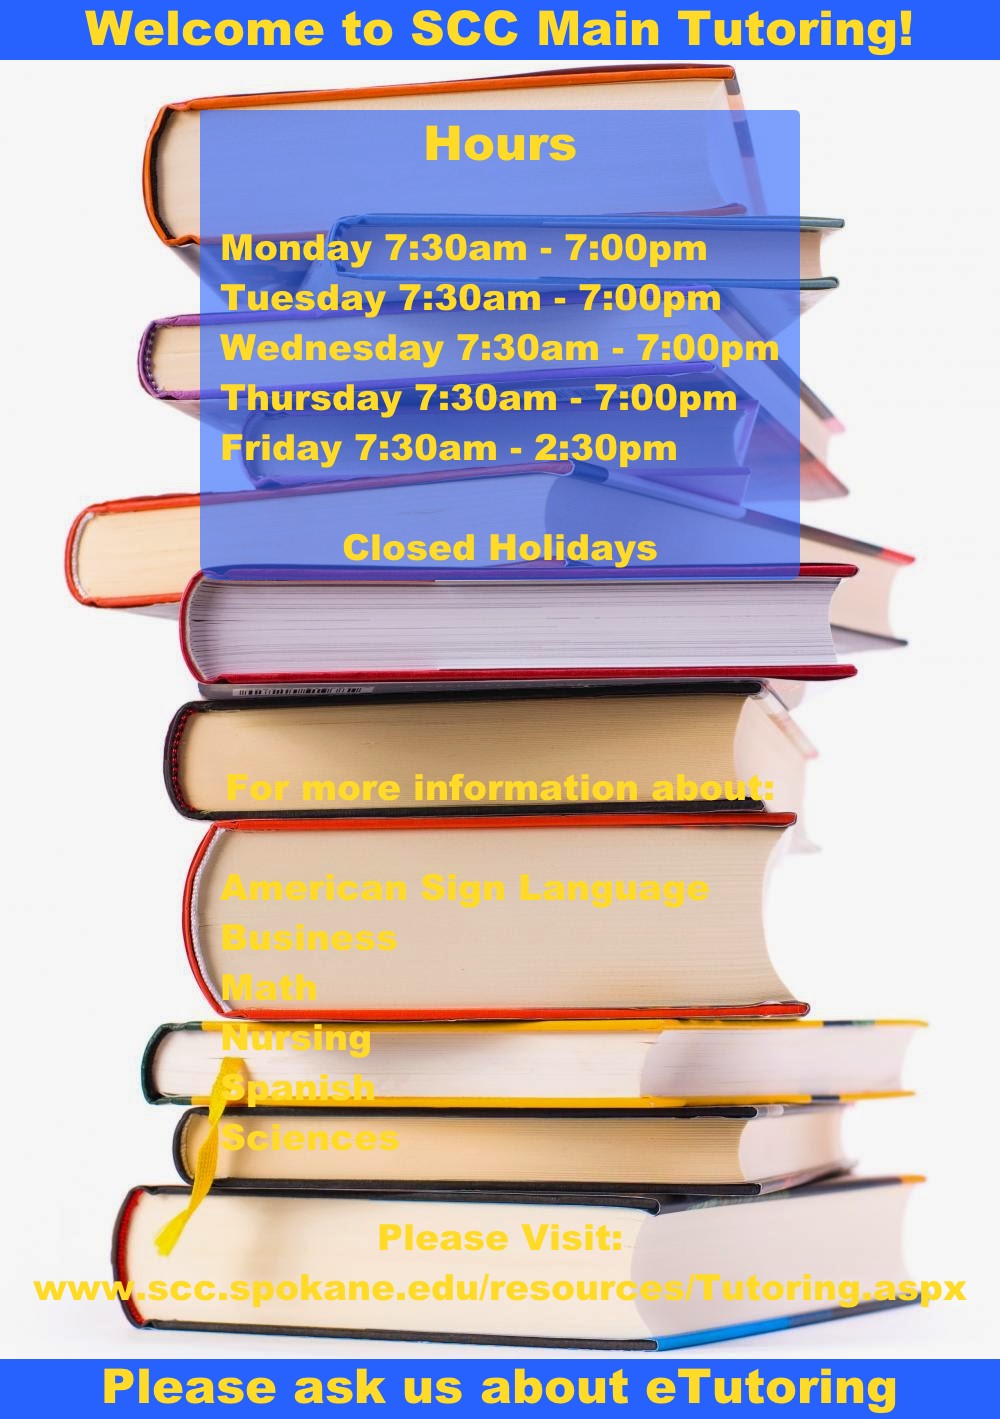 Welcome to SCC Main Tutoring!
Hours
Monday 7:30am - 7:00pm
Tuesday 7:30am - 7:00pm
Wednesday 7:30am - 7:00pm
Thursday 7:30am - 7:00pm
Friday 7:30am - 2:30pm
Closed Holidays
For more information about:
American Sign Language
Business
Math
Nursing
Spanish
Sciences
Please Visit:
www.scc.spokane.edu/resources/Tutoring.aspx
Please ask us about eTutoring